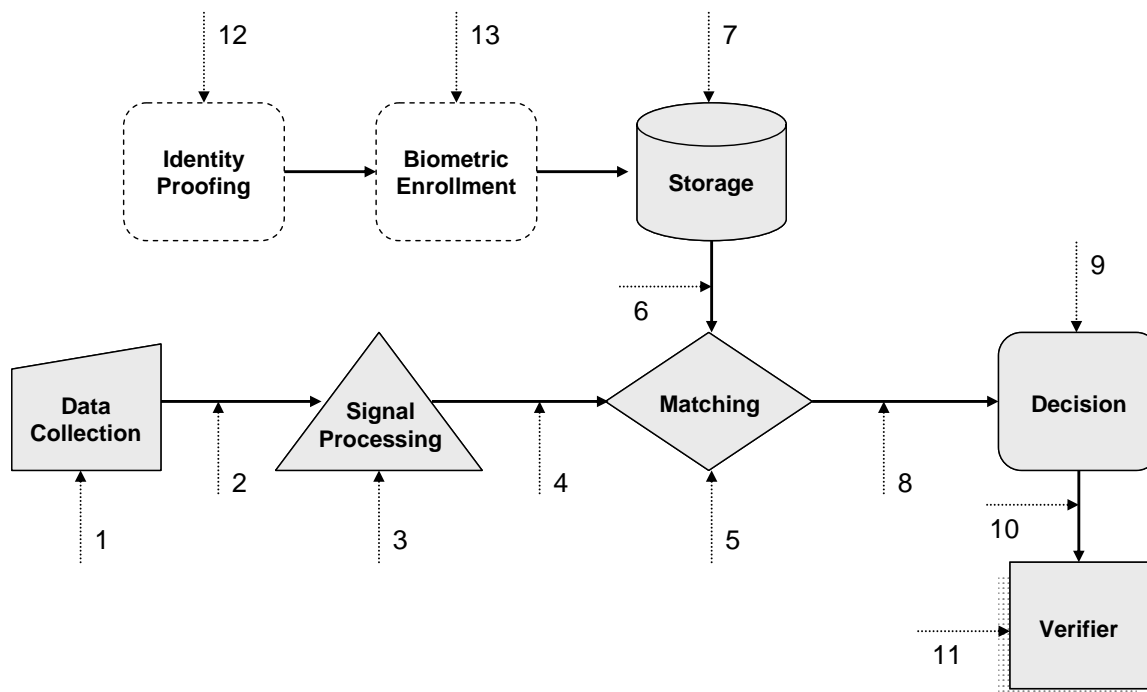 12
13
7
Identity
Proofing
Biometric
Enrollment
Storage
6
9
Data
Collection
Signal
Processing
Matching
Decision
2
4
8
1
3
5
10
Verifier
11